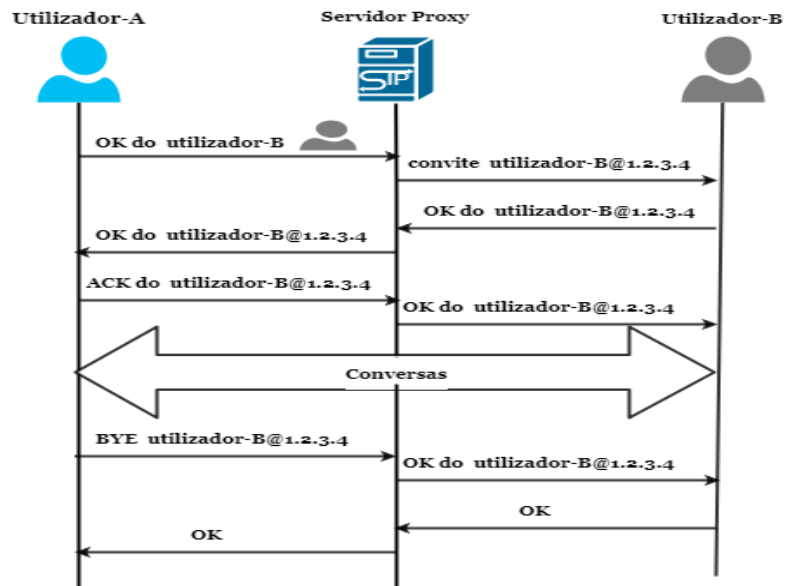 Utilizador-A
Servidor Proxy
Utilizador-B
SIP
OK do utilizador-B
convite utilizador-B@1.2.3.4
OK do utilizador-B@1.2.3.4
OK do utilizador-B@1.2.3.4
ACK do utilizador-B@1.2.3.4
OK do utilizador-B@1.2.3.4
Conversas
BYE utilizador-B@1.2.3.4
OK do utilizador-B@1.2.3.4
OK
OK